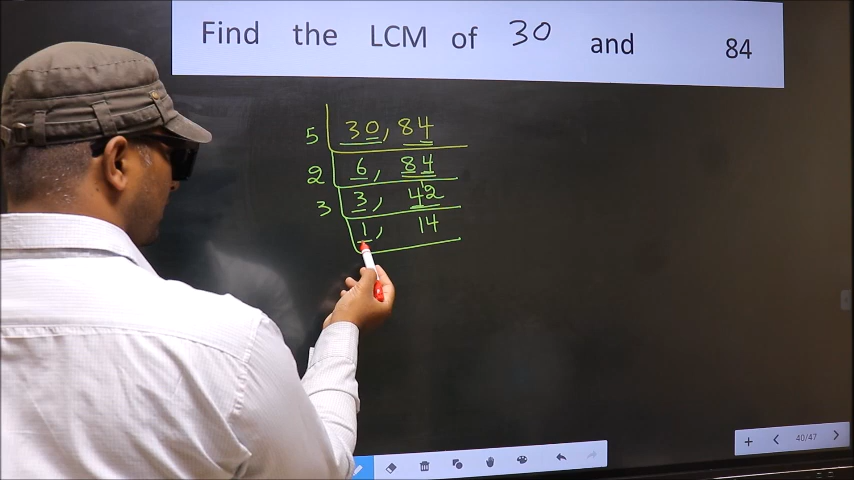 Find the LCM of 30 and 84
5 30, 84
2 6, 84
3 3, 42
1, 14
40/47